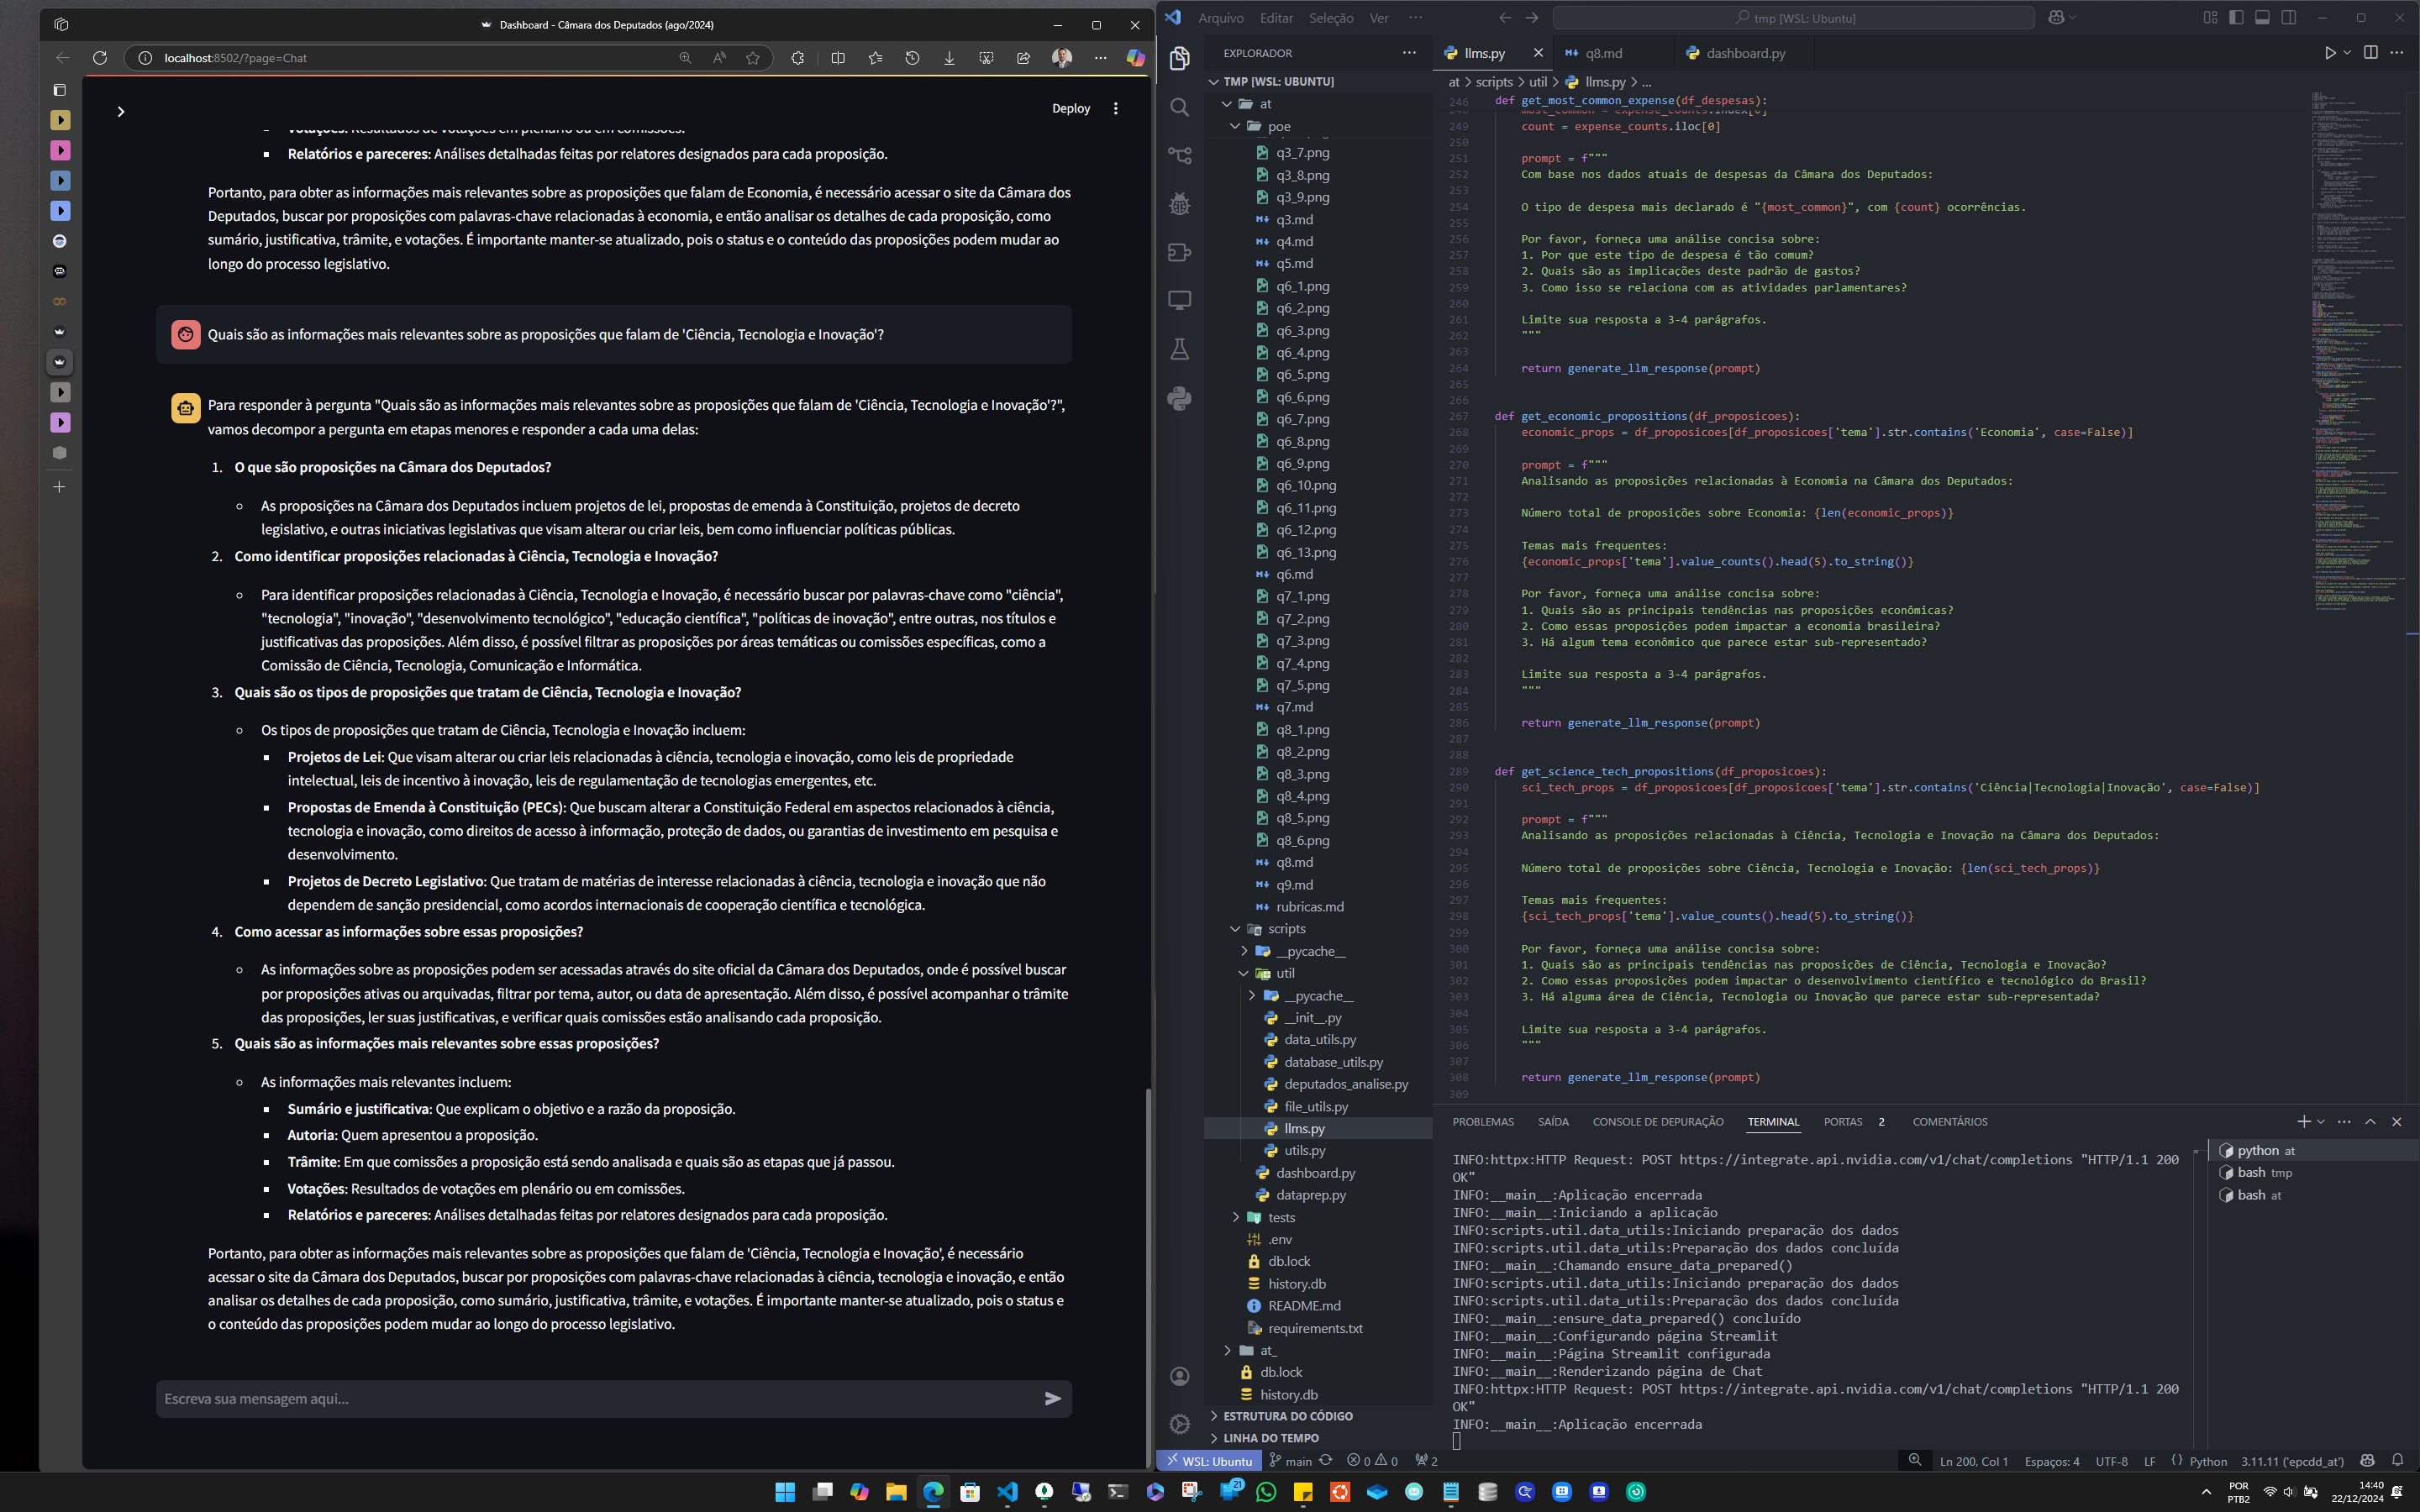 Dashboard - Câmara dos Deputados (ago/2024)
localhost:8502/?page=Chat
Deploy
Votações: Resultados de votações em plenário ou em comissões.
Relatórios e pareceres: Análises detalhadas feitas por relatores designados para cada proposição.
Portanto, para obter as informações mais relevantes sobre as proposições que falam de Economia, é necessário acessar o site da Câmara dos
Deputados, buscar por proposições com palavras-chave relacionadas à economia, e então analisar os detalhes de cada proposição, como
sumário, justificativa, trâmite, e votações. É importante manter-se atualizado, pois o status e o conteúdo das proposições podem mudar ao
longo do processo legislativo.
Quais são as informações mais relevantes sobre as proposições que falam de 'Ciência, Tecnologia e Inovação'?
Para responder à pergunta "Quais são as informações mais relevantes sobre as proposições que falam de 'Ciência, Tecnologia e Inovação'?",
vamos decompor a pergunta em etapas menores e responder a cada uma delas:
1. O que são proposições na Câmara dos Deputados?
As proposições na Câmara dos Deputados incluem projetos de lei, propostas de emenda à Constituição, projetos de decreto
legislativo, e outras iniciativas legislativas que visam alterar ou criar leis, bem como influenciar políticas públicas.
2. Como identificar proposições relacionadas à Ciência, Tecnologia e Inovação?
Para identificar proposições relacionadas à Ciência, Tecnologia e Inovação, é necessário buscar por palavras-chave como "ciência",
"tecnologia", "inovação", "desenvolvimento tecnológico", "educação científica", "políticas de inovação", entre outras, nos títulos e
justificativas das proposições. Além disso, é possível filtrar as proposições por áreas temáticas ou comissões específicas, como a
Comissão de Ciência, Tecnologia, Comunicação e Informática.
3. Quais são os tipos de proposições que tratam de Ciência, Tecnologia e Inovação?
Os tipos de proposições que tratam de Ciência, Tecnologia e Inovação incluem:
Projetos de Lei: Que visam alterar ou criar leis relacionadas à ciência, tecnologia e inovação, como leis de propriedade
intelectual, leis de incentivo à inovação, leis de regulamentação de tecnologias emergentes, etc.
Propostas de Emenda à Constituição (PECs): Que buscam alterar a Constituição Federal em aspectos relacionados à ciência,
tecnologia e inovação, como direitos de acesso à informação, proteção de dados, ou garantias de investimento em pesquisa e
desenvolvimento.
Projetos de Decreto Legislativo: Que tratam de matérias de interesse relacionadas à ciência, tecnologia e inovação que não
dependem de sanção presidencial, como acordos internacionais de cooperação científica e tecnológica.
4. Como acessar as informações sobre essas proposições?
As informações sobre as proposições podem ser acessadas através do site oficial da Câmara dos Deputados, onde é possível buscar
por proposições ativas ou arquivadas, filtrar por tema, autor, ou data de apresentação. Além disso, é possível acompanhar o trâmite
das proposições, ler suas justificativas, e verificar quais comissões estão analisando cada proposição.
5. Quais são as informações mais relevantes sobre essas proposições?
As informações mais relevantes incluem:
Sumário e justificativa: Que explicam o objetivo e a razão da proposição.
Autoria: Quem apresentou a proposição.
Trâmite: Em que comissões a proposição está sendo analisada e quais são as etapas que já passou.
Votações: Resultados de votações em plenário ou em comissões.
Relatórios e pareceres: Análises detalhadas feitas por relatores designados para cada proposição.
Portanto, para obter as informações mais relevantes sobre as proposições que falam de 'Ciência, Tecnologia e Inovação', é necessário
acessar o site da Câmara dos Deputados, buscar por proposições com palavras-chave relacionadas à ciência, tecnologia e inovação, e então
analisar os detalhes de cada proposição, como sumário, justificativa, trâmite, e votações. É importante manter-se atualizado, pois o status e
o conteúdo das proposições podem mudar ao longo do processo legislativo.
Escreva sua mensagem aqui...
Arquivo Editar Seleção Ver ···
tmp [WSL: Ubuntu]
EXPLORADOR
TMP [WSL: UBUNTU]
at
poe
q3_7.png
q3_8.png
q3_9.png
q3.md
q4.md
q5.md
q6_1.png
q6_2.png
q6_3.png
q6_4.png
q6_5.png
q6_6.png
q6_7.png
q6_8.png
q6_9.png
q6_10.png
q6_11.png
q6_12.png
q6_13.png
q6.md
q7_1.png
q7_2.png
q7_3.png
q7_4.png
q7_5.png
q7.md
q8_1.png
q8_2.png
q8_3.png
q8_4.png
q8_5.png
q8_6.png
q8.md
q9.md
rubricas.md
scripts
__pycache__
util
__pycache__
__init__.py
data_utils.py
database_utils.py
deputados_analise.py
file_utils.py
llms.py
utils.py
dashboard.py
dataprep.py
tests
.env
db.lock
history.db
README.md
requirements.txt
at_
db.lock
history.db
ESTRUTURA DO CÓDIGO
LINHA DO TEMPO
llms.py
q8.md
dashboard.py
at > scripts > util > llms.py > ...
246 def get_most_common_expense(df_despesas):
248 most_common = expense_counts.index[0]
249 count = expense_counts.iloc[0]
250
251 prompt = f"""
252 Com base nos dados atuais de despesas da Câmara dos Deputados:
253
254 O tipo de despesa mais declarado é "{most_common}", com {count} ocorrências.
255
256 Por favor, forneça uma análise concisa sobre:
257 1. Por que este tipo de despesa é tão comum?
258 2. Quais são as implicações deste padrão de gastos?
259 3. Como isso se relaciona com as atividades parlamentares?
260
261 Limite sua resposta a 3-4 parágrafos.
262 """
263
264 return generate_llm_response(prompt)
265
266
267 def get_economic_propositions(df_proposicoes):
268 economic_props = df_proposicoes[df_proposicoes['tema'].str.contains('Economia', case=False)]
269
270 prompt = f"""
271 Analisando as proposições relacionadas à Economia na Câmara dos Deputados:
272
273 Número total de proposições sobre Economia: {len(economic_props)}
274
275 Temas mais frequentes:
276 {economic_props['tema'].value_counts().head(5).to_string()}
277
278 Por favor, forneça uma análise concisa sobre:
279 1. Quais são as principais tendências nas proposições econômicas?
280 2. Como essas proposições podem impactar a economia brasileira?
281 3. Há algum tema econômico que parece estar sub-representado?
282
283 Limite sua resposta a 3-4 parágrafos.
284 """
285
286 return generate_llm_response(prompt)
287
288
289 def get_science_tech_propositions(df_proposicoes):
290 sci_tech_props = df_proposicoes[df_proposicoes['tema'].str.contains('Ciência|Tecnologia|Inovação', case=False)]
291
292 prompt = f"""
293 Analisando as proposições relacionadas à Ciência, Tecnologia e Inovação na Câmara dos Deputados:
294
295 Número total de proposições sobre Ciência, Tecnologia e Inovação: {len(sci_tech_props)}
296
297 Temas mais frequentes:
298 {sci_tech_props['tema'].value_counts().head(5).to_string()}
299
300 Por favor, forneça uma análise concisa sobre:
301 1. Quais são as principais tendências nas proposições de Ciência, Tecnologia e Inovação?
302 2. Como essas proposições podem impactar o desenvolvimento científico e tecnológico do Brasil?
303 3. Há alguma área de Ciência, Tecnologia ou Inovação que parece estar sub-representada?
304
305 Limite sua resposta a 3-4 parágrafos.
306 """
307
308 return generate_llm_response(prompt)
309
PROBLEMAS SAÍDA CONSOLE DE DEPURAÇÃO TERMINAL PORTAS 2 COMENTÁRIOS
INFO:httpx:HTTP Request: POST https://integrate.api.nvidia.com/v1/chat/completions "HTTP/1.1 200
OK"
INFO:__main__:Aplicação encerrada
INFO:__main__:Iniciando a aplicação
INFO:scripts.util.data_utils:Iniciando preparação dos dados
INFO:scripts.util.data_utils:Preparação dos dados concluída
INFO:__main__:Chamando ensure_data_prepared()
INFO:scripts.util.data_utils:Iniciando preparação dos dados
INFO:scripts.util.data_utils:Preparação dos dados concluída
INFO:__main__:ensure_data_prepared() concluído
INFO:__main__:Configurando página Streamlit
INFO:__main__:Página Streamlit configurada
INFO:__main__:Renderizando página de Chat
INFO:httpx:HTTP Request: POST https://integrate.api.nvidia.com/v1/chat/completions "HTTP/1.1 200
OK"
INFO:__main__:Aplicação encerrada
python at
bash tmp
bash at
WSL: Ubuntu main 0 0 2
Ln 200, Col 1 Espaços: 4 UTF-8 LF Python 3.11.11 ('epcdd_at')
21
POR
PTB2
14:40
22/12/2024